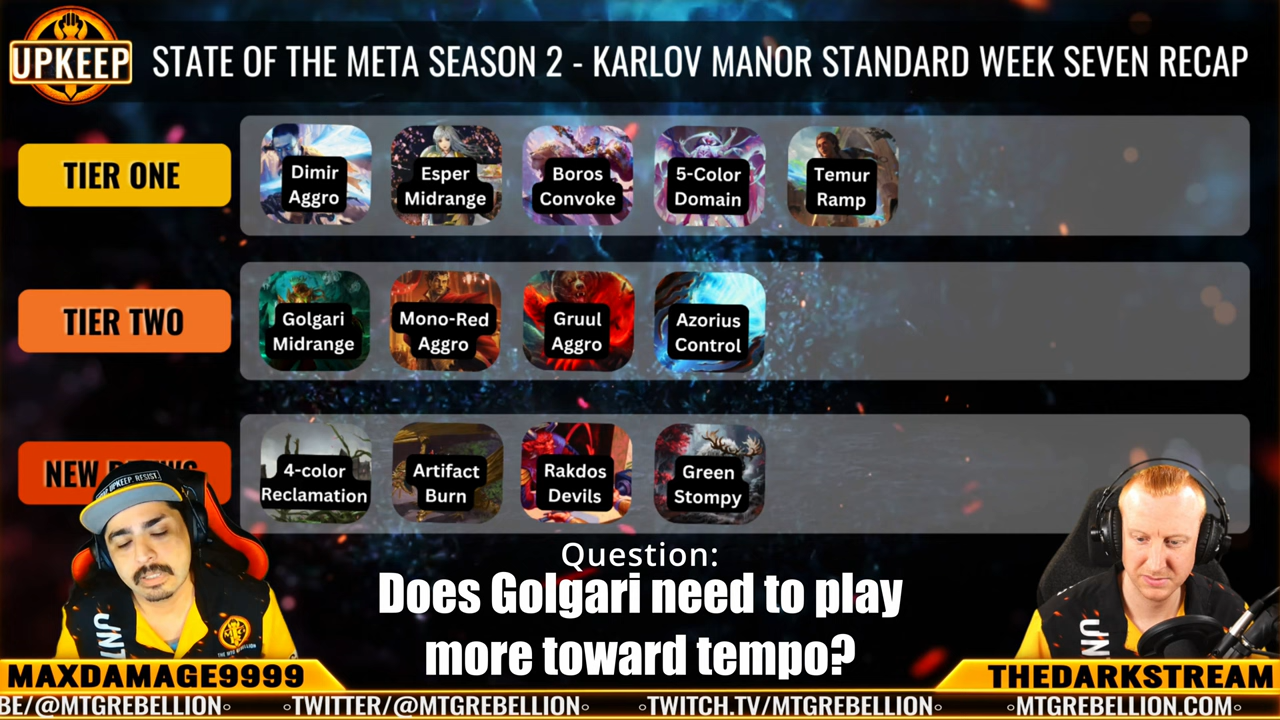 UPKEEP
STATE OF THE META SEASON 2 - KARLOV MANOR STANDARD WEEK SEVEN RECAP
TIER ONE
Dimir
Aggro
Esper
Midrange
Boros
Convoke
5-Color
Domain
Temur
Ramp
TIER TWO
Golgari
Midrange
Mono-Red
Aggro
Gruul
Aggro
Azorius
Control
NEW
4-color
Reclamation
Artifact
Burn
Rakdos
Devils
Green
Stompy
UPKEEP RESIST
Question:
Does Golgari need to play
more toward tempo?
MAXDAMAGE9999
THEDARKSTREAM
BE/@MTGREBELLION◦ ◦TWITTER/@MTGREBELLION◦ ◦TWITCH.TV/MTGREBELLION◦ ◦MTGREBELLION.COM◦